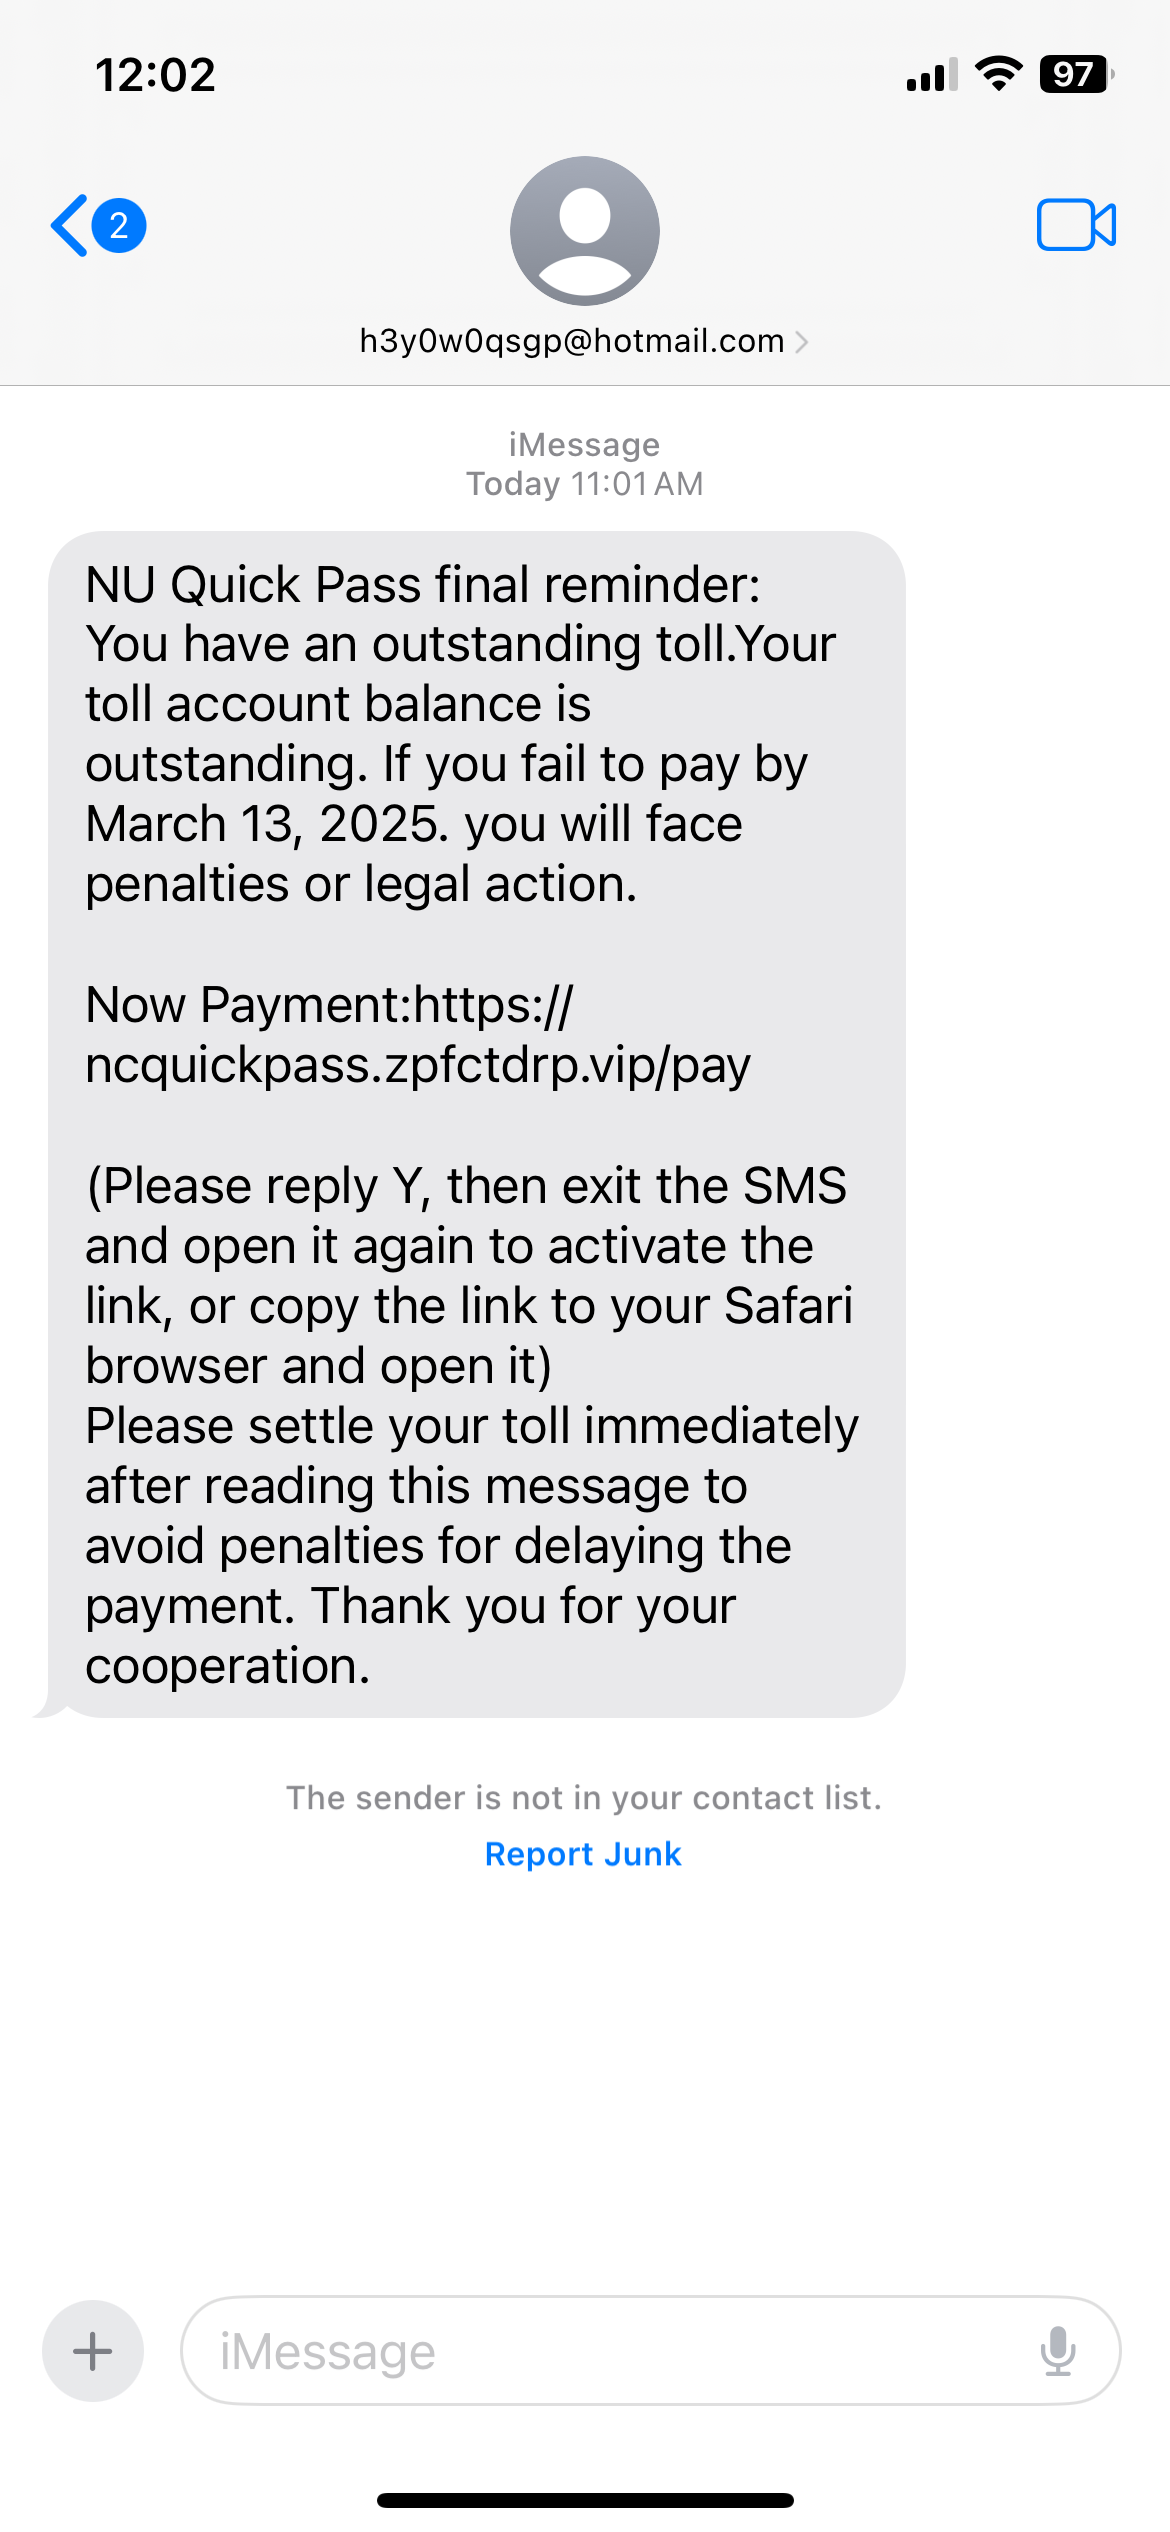 12:02
97
2
h3y0w0qsgp@hotmail.com
iMessage
Today 11:01 AM
NU Quick Pass final reminder:
You have an outstanding toll.Your
toll account balance is
outstanding. If you fail to pay by
March 13, 2025. you will face
penalties or legal action.
Now Payment:https://
ncquickpass.zpfctdrp.vip/pay
(Please reply Y, then exit the SMS
and open it again to activate the
link, or copy the link to your Safari
browser and open it)
Please settle your toll immediately
after reading this message to
avoid penalties for delaying the
payment. Thank you for your
cooperation.
The sender is not in your contact list.
Report Junk
iMessage